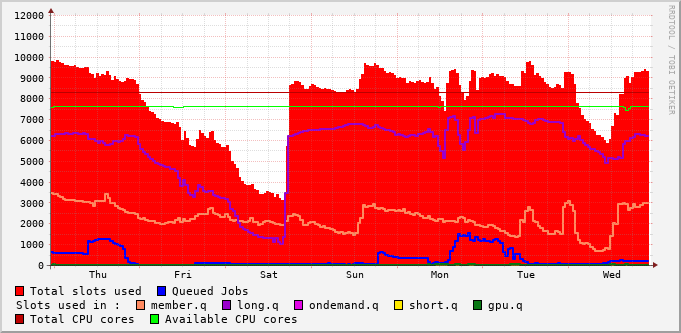 12000
11000
10000
9000
8000
7000
6000
5000
4000
3000
2000
1000
0
Thu Fri Sat Sun Mon Tue Wed
RRDTOOL / TOBI OETIKER
Total slots used Queued Jobs
Slots used in : member.q long.q ondemand.q short.q gpu.q
Total CPU cores Available CPU cores